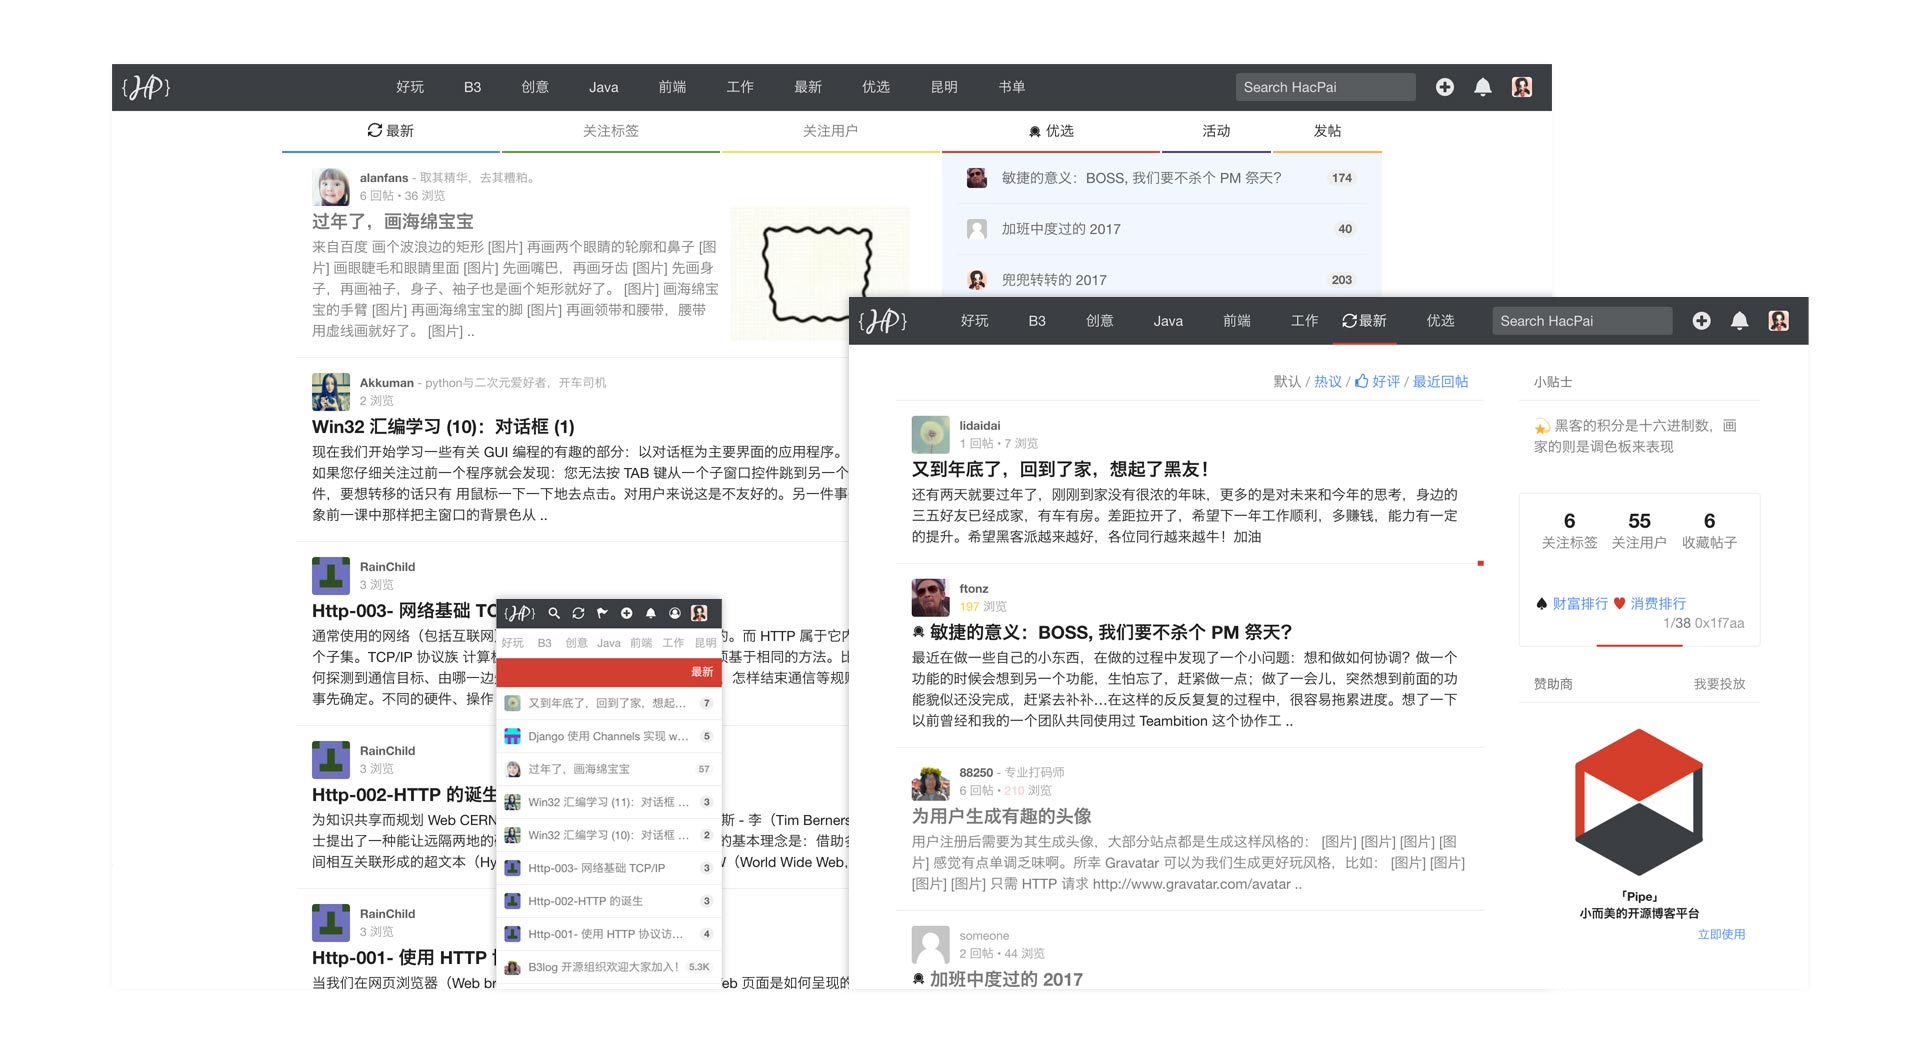 {HP}
好玩 B3 创意 Java 前端 工作 最新 优选 昆明 书单
Search HacPai
最新 关注标签 关注用户 优选 活动 发帖
alanfans - 取其精华，去其糟粕。
6 回帖 • 36 浏览
过年了，画海绵宝宝
来自百度 画个波浪边的矩形 [图片] 再画两个眼睛的轮廓和鼻子 [图
片] 画眼睫毛和眼睛里面 [图片] 先画嘴巴，再画牙齿 [图片] 先画身
子，再画袖子，身子、袖子也是画个矩形就好了。 [图片] 画海绵宝
宝的手臂 [图片] 再画海绵宝宝的脚 [图片] 再画领带和腰带，腰带
用虚线画就好了。 [图片] ..
敏捷的意义：BOSS, 我们要不杀个 PM 祭天？ 174
加班中度过的 2017 40
兜兜转转的 2017 203
Akkuman - python与二次元爱好者，开车司机
2 浏览
Win32 汇编学习 (10)：对话框 (1)
现在我们开始学习一些有关 GUI 编程的有趣的部分：以对话框为主要界面的应用程序。
如果您仔细关注过前一个程序就会发现：您无法按 TAB 键从一个子窗口控件跳到另一个
件，要想转移的话只有 用鼠标一下一下地去点击。对用户来说这是不友好的。另一件事
象前一课中那样把主窗口的背景色从 ..
RainChild
3 浏览
Http-003- 网络基础 TC
通常使用的网络（包括互联网 的。而 HTTP 属于它内
个子集。TCP/IP 协议族 计算机 须基于相同的方法。比
何探测到通信目标、由哪一边 怎样结束通信等规则
事先确定。不同的硬件、操作
RainChild
3 浏览
Http-002-HTTP 的诞生
为知识共享而规划 Web CERN 斯 - 李（Tim Berners
士提出了一种能让远隔两地的 的基本理念是：借助多
间相互关联形成的超文本（Hy （World Wide Web,
RainChild
3 浏览
Http-001- 使用 HTTP
当我们在网页浏览器（Web br eb 页面是如何呈现的
{HP}
好玩 B3 创意 Java 前端 工作 昆明
最新
又到年底了，回到了家，想起... 7
Django 使用 Channels 实现 w... 5
过年了，画海绵宝宝 57
Win32 汇编学习 (11)：对话框 ... 3
Win32 汇编学习 (10)：对话框 ... 2
Http-003- 网络基础 TCP/IP 3
Http-002-HTTP 的诞生 3
Http-001- 使用 HTTP 协议访... 4
B3log 开源组织欢迎大家加入！ 5.3K
{HP}
好玩 B3 创意 Java 前端 工作 最新 优选
Search HacPai
默认 / 热议 / 好评 / 最近回帖
lidaidai
1 回帖 • 7 浏览
又到年底了，回到了家，想起了黑友！
还有两天就要过年了，刚刚到家没有很浓的年味，更多的是对未来和今年的思考，身边的
三五好友已经成家，有车有房。差距拉开了，希望下一年工作顺利，多赚钱，能力有一定
的提升。希望黑客派越来越好，各位同行越来越牛！加油
ftonz
197 浏览
敏捷的意义：BOSS, 我们要不杀个 PM 祭天？
最近在做一些自己的小东西，在做的过程中发现了一个小问题：想和做如何协调？做一个
功能的时候会想到另一个功能，生怕忘了，赶紧做一点；做了一会儿，突然想到前面的功
能貌似还没完成，赶紧去补补...在这样的反反复复的过程中，很容易拖累进度。想了一下
以前曾经和我的一个团队共同使用过 Teambition 这个协作工 ..
88250 - 专业打码师
6 回帖 • 210 浏览
为用户生成有趣的头像
用户注册后需要为其生成头像，大部分站点都是生成这样风格的： [图片] [图片] [图片] [图
片] 感觉有点单调乏味啊。所幸 Gravatar 可以为我们生成更好玩风格，比如： [图片] [图片]
[图片] [图片] 只需 HTTP 请求 http://www.gravatar.com/avatar ..
someone
2 回帖 • 44 浏览
加班中度过的 2017
小贴士
黑客的积分是十六进制数，画
家的则是调色板来表现
6 55 6
关注标签 关注用户 收藏帖子
财富排行 消费排行
1/38 0x1f7aa
赞助商 我要投放
「Pipe」
小而美的开源博客平台
立即使用